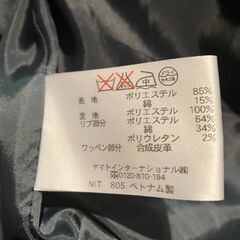 ドライ
表地 ポリエステル 85%
綿 15%
裏地 ポリエステル 100%
リブ部分 ポリエステル 64%
綿 34%
ポリウレタン 2%
ワッペン部分 合成皮革
ヤマトインターナショナル㈱
☎0120-810-194
N/T 805 ベトナム製